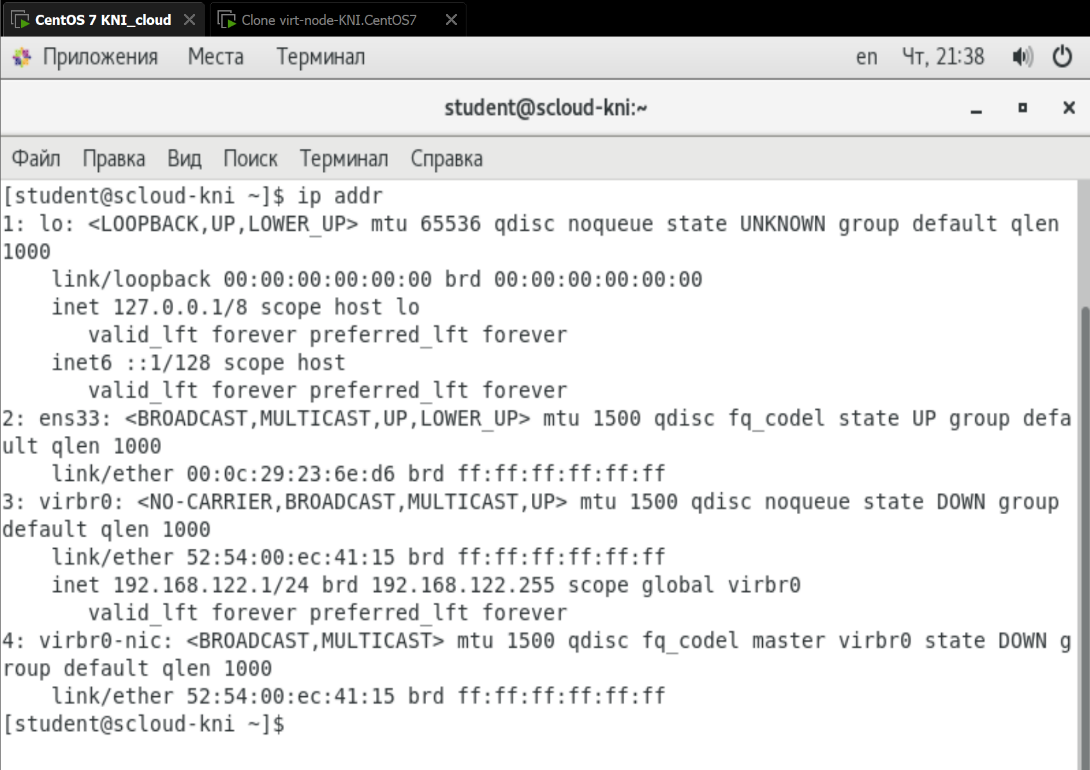 CentOS 7 KNI_cloud
Clone virt-node-KNI.CentOS7
Приложения Места Терминал en Чт, 21:38
student@scloud-kni:~
Файл Правка Вид Поиск Терминал Справка
[student@scloud-kni ~]$ ip addr
1: lo: <LOOPBACK,UP,LOWER_UP> mtu 65536 qdisc noqueue state UNKNOWN group default qlen
1000
    link/loopback 00:00:00:00:00:00 brd 00:00:00:00:00:00
    inet 127.0.0.1/8 scope host lo
       valid_lft forever preferred_lft forever
    inet6 ::1/128 scope host
       valid_lft forever preferred_lft forever
2: ens33: <BROADCAST,MULTICAST,UP,LOWER_UP> mtu 1500 qdisc fq_codel state UP group defa
ult qlen 1000
    link/ether 00:0c:29:23:6e:d6 brd ff:ff:ff:ff:ff:ff
3: virbr0: <NO-CARRIER,BROADCAST,MULTICAST,UP> mtu 1500 qdisc noqueue state DOWN group
default qlen 1000
    link/ether 52:54:00:ec:41:15 brd ff:ff:ff:ff:ff:ff
    inet 192.168.122.1/24 brd 192.168.122.255 scope global virbr0
       valid_lft forever preferred_lft forever
4: virbr0-nic: <BROADCAST,MULTICAST> mtu 1500 qdisc fq_codel master virbr0 state DOWN g
roup default qlen 1000
    link/ether 52:54:00:ec:41:15 brd ff:ff:ff:ff:ff:ff
[student@scloud-kni ~]$